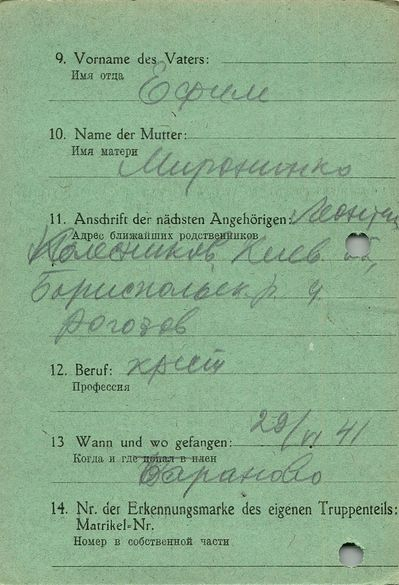 9. Vorname des Vaters:
Имя отца
Ефим
10. Name der Mutter:
Имя матери
Мироненко
11. Anschrift der nächsten Angehörigen:
Адрес ближайших родственников
Колесников Киев об,
Бориспольск р. ч
Рогозов
12. Beruf: крест
Профессия
13 Wann und wo gefangen: 29/VI 41
Когда и где попал в плен
Бараново
14. Nr. der Erkennungsmarke des eigenen Truppenteils:
Matrikel-Nr.
Номер в собственной части